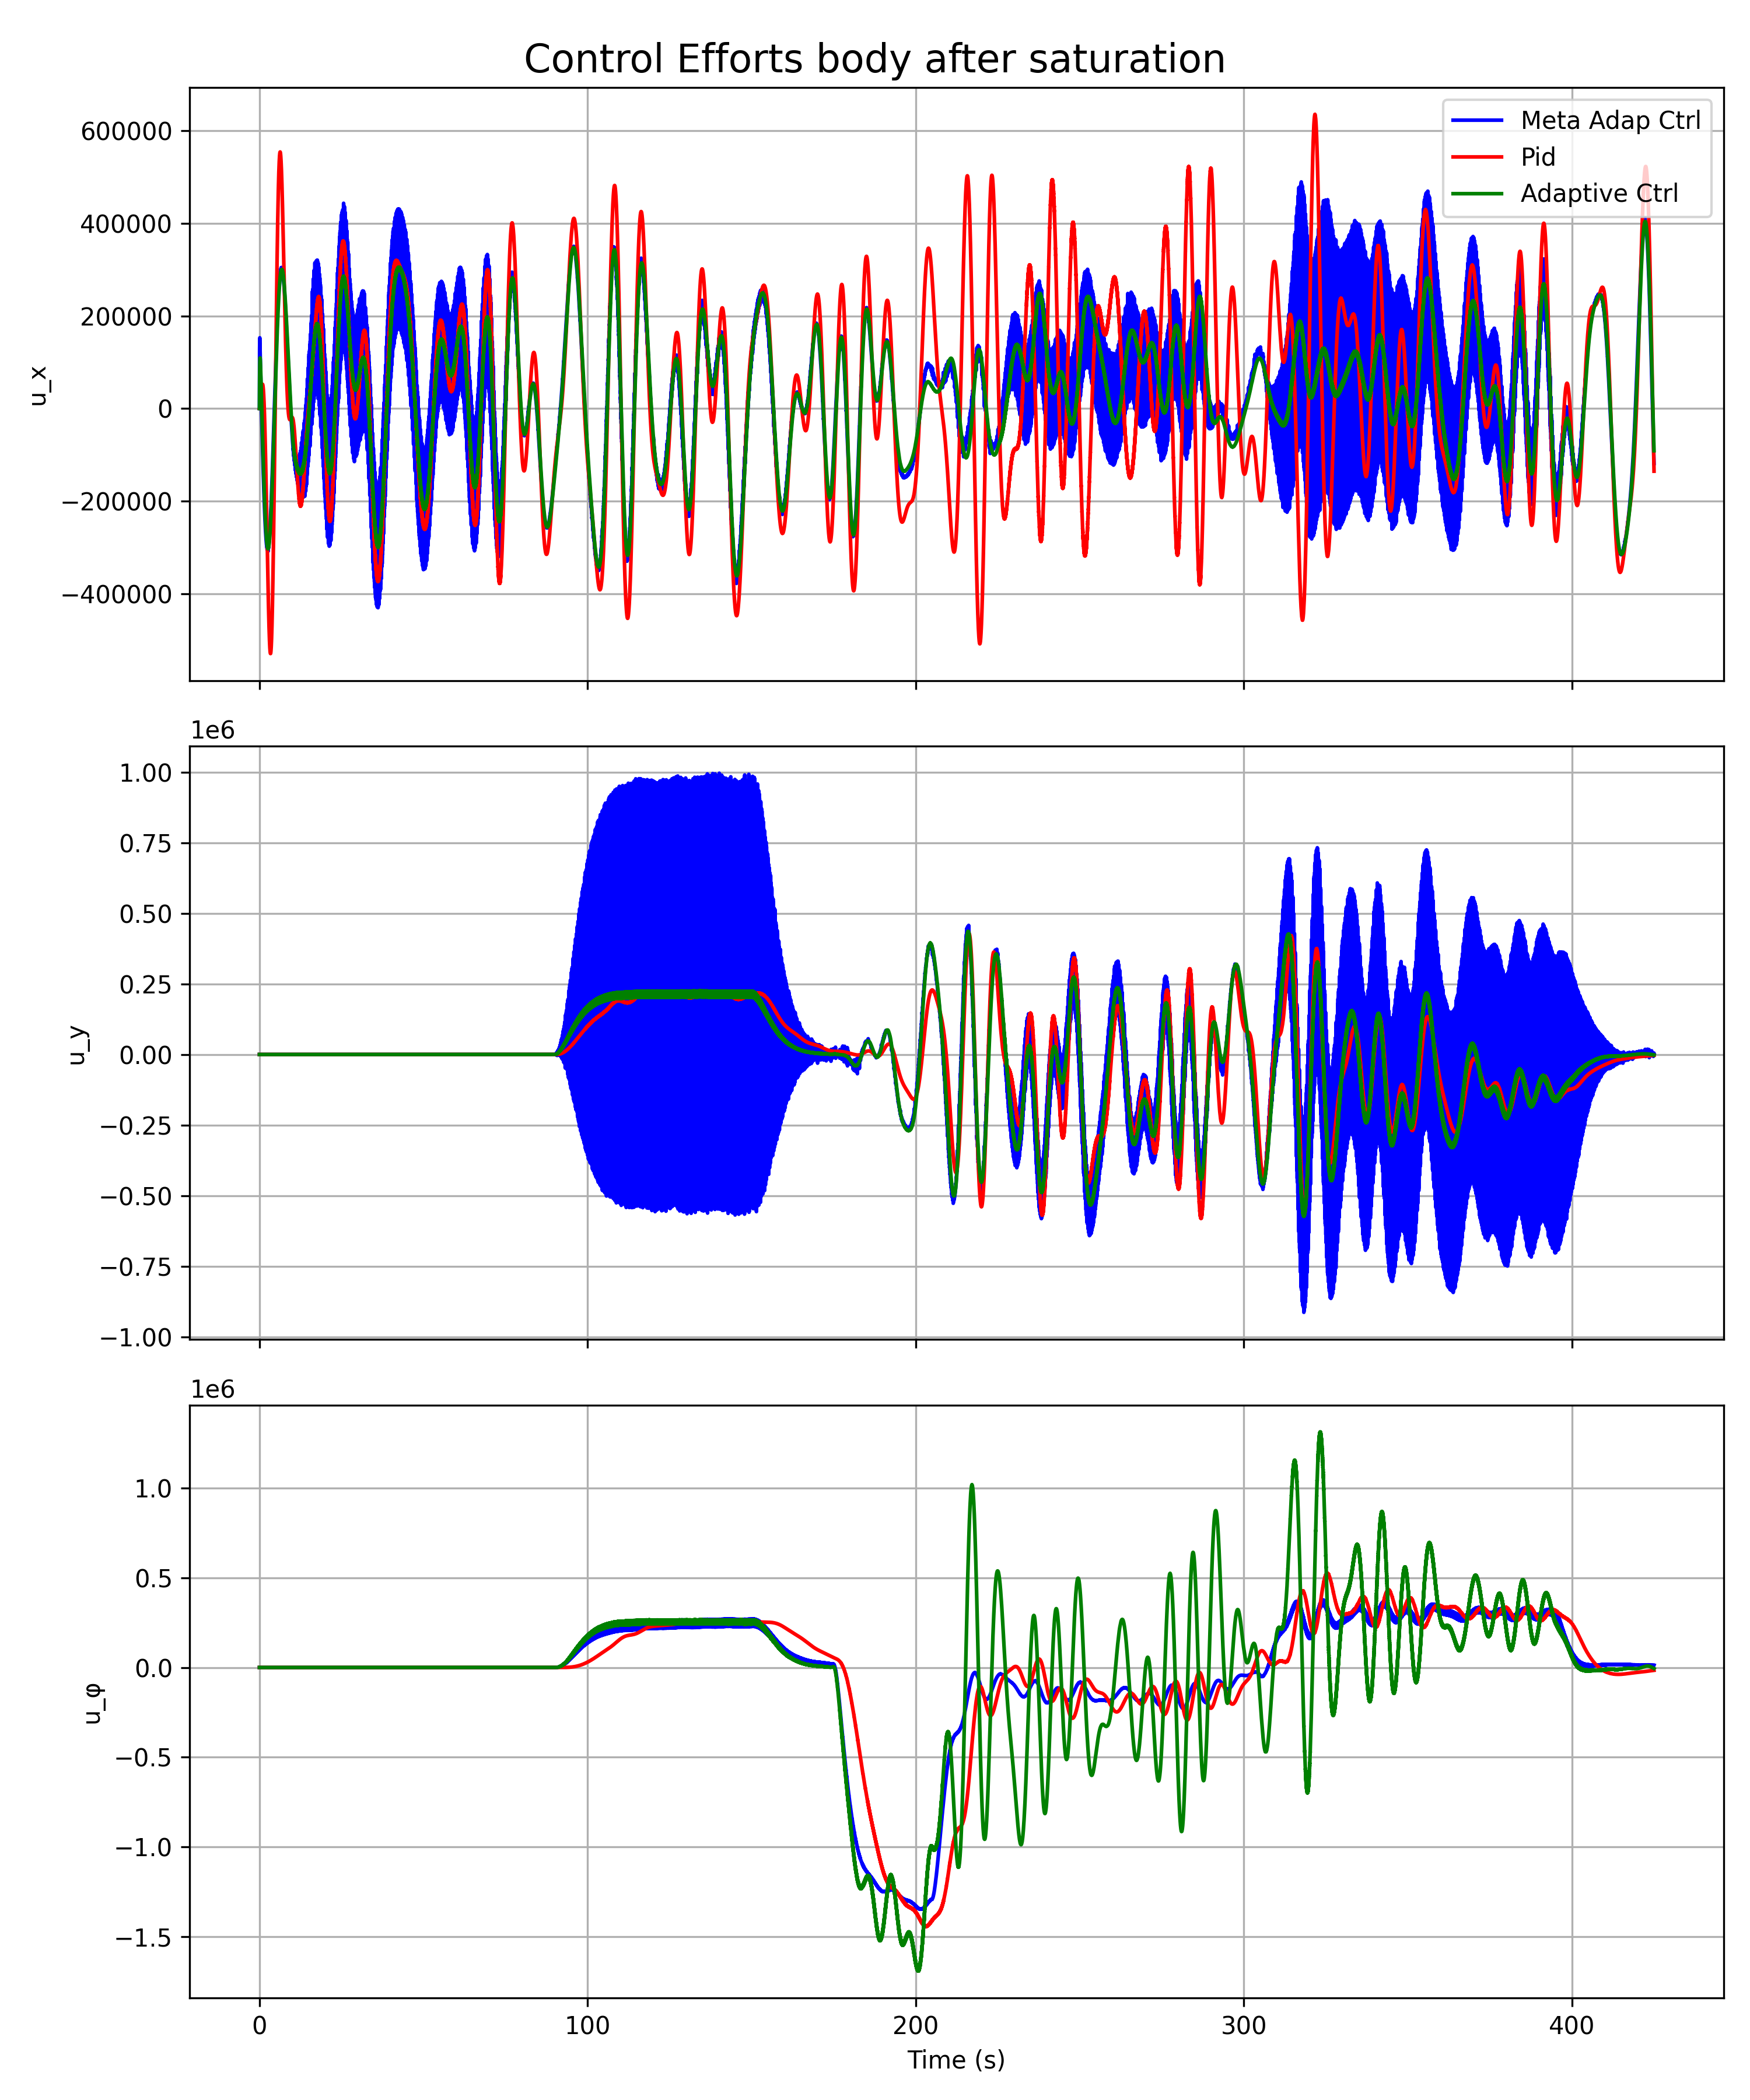 Control Efforts body after saturation
600000
400000
200000
0
−200000
−400000
u_x
Meta Adap Ctrl
Pid
Adaptive Ctrl
1e6
1.00
0.75
0.50
0.25
0.00
−0.25
−0.50
−0.75
−1.00
u_y
1e6
1.0
0.5
0.0
−0.5
−1.0
−1.5
u_φ
0 100 200 300 400
Time (s)